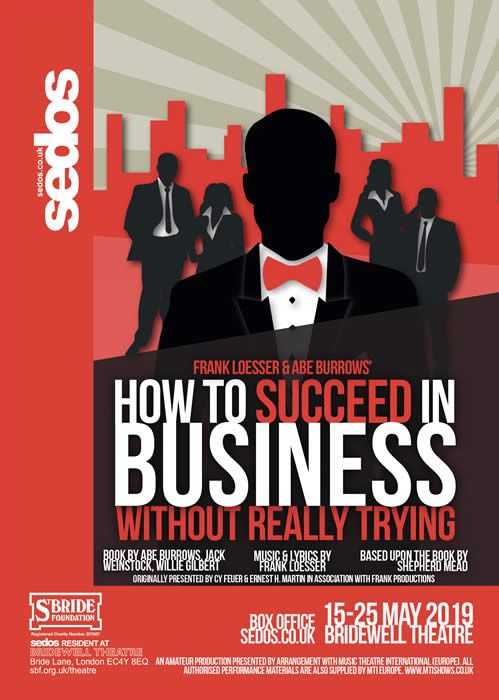 sedos
sedos.co.uk
FRANK LOESSER & ABE BURROWS'
HOW TO SUCCEED IN
BUSINESS
WITHOUT REALLY TRYING
BOOK BY ABE BURROWS, JACK
WEINSTOCK, WILLIE GILBERT
MUSIC & LYRICS BY
FRANK LOESSER
BASED UPON THE BOOK BY
SHEPHERD MEAD
ORIGINALLY PRESENTED BY CY FEUER & ERNEST H. MARTIN IN ASSOCIATION WITH FRANK PRODUCTIONS
ST BRIDE
FOUNDATION
Registered Charity Number 207607
sedos RESIDENT AT
BRIDEWELL THEATRE
Bride Lane, London EC4Y 8EQ
sbf.org.uk/theatre
BOX OFFICE
SEDOS.CO.UK
15-25 MAY 2019
BRIDEWELL THEATRE
AN AMATEUR PRODUCTION PRESENTED BY ARRANGEMENT WITH MUSIC THEATRE INTERNATIONAL (EUROPE). ALL
AUTHORISED PERFORMANCE MATERIALS ARE ALSO SUPPLIED BY MTI EUROPE. WWW.MTISHOWS.CO.UK